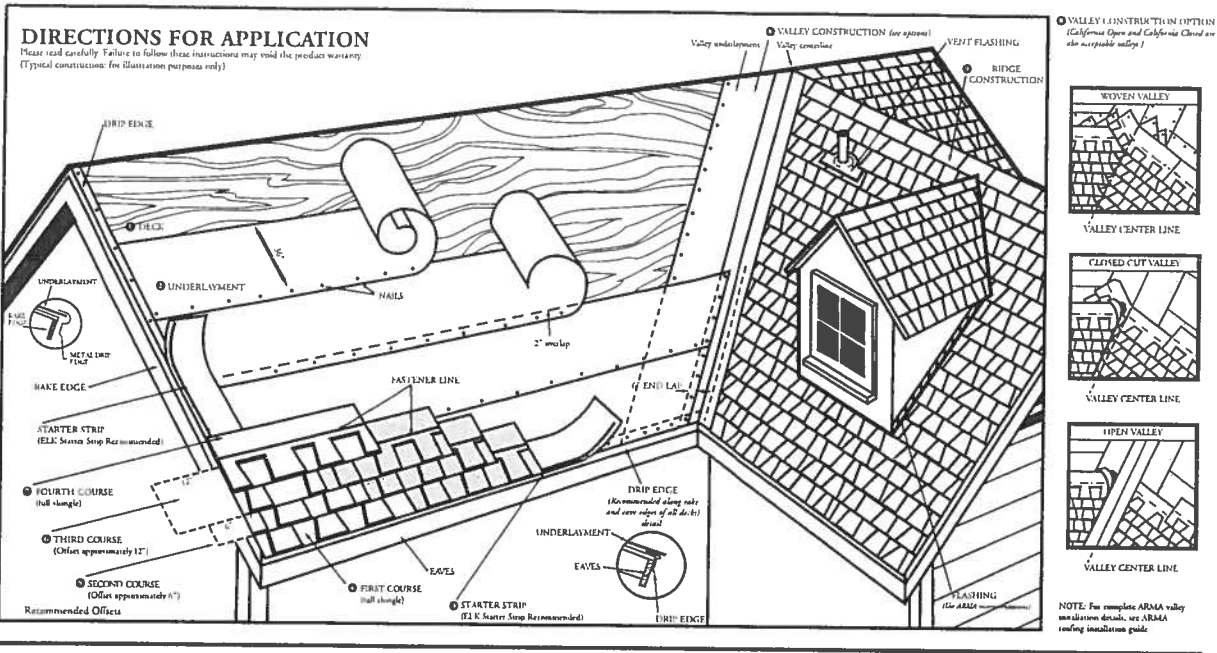 DIRECTIONS FOR APPLICATION
Please read carefully. Failure to follow these instructions may void the product warranty.
(Typical construction: for illustration purposes only)
DRIP EDGE
DECK
36"
UNDERLAYMENT
NAILS
UNDERLAYMENT
RAKE
EDGE
METAL DRIP
EDGE
RAKE EDGE
STARTER STRIP
(ELK Starter Strip Recommended)
FASTENER LINE
2" overlap
END LAP
Valley underlayment
VALLEY CONSTRUCTION (see options)
Valley centerline
VENT FLASHING
RIDGE
CONSTRUCTION
12"
6"
FOURTH COURSE
(full shingle)
THIRD COURSE
(Offset approximately 12")
SECOND COURSE
(Offset approximately 6")
Recommended Offsets
EAVES
FIRST COURSE
(full shingle)
STARTER STRIP
(ELK Starter Strip Recommended)
DRIP EDGE
(Recommended along rake
and eave edges of all decks)
detail
UNDERLAYMENT
EAVES
DRIP EDGE
FLASHING
(Use ARMA
VALLEY CONSTRUCTION OPTION
(California Open and California Closed are
also acceptable valleys.)
WOVEN VALLEY
VALLEY CENTER LINE
CLOSED CUT VALLEY
VALLEY CENTER LINE
OPEN VALLEY
VALLEY CENTER LINE
NOTE: For complete ARMA valley
installation details, see ARMA
roofing installation guide